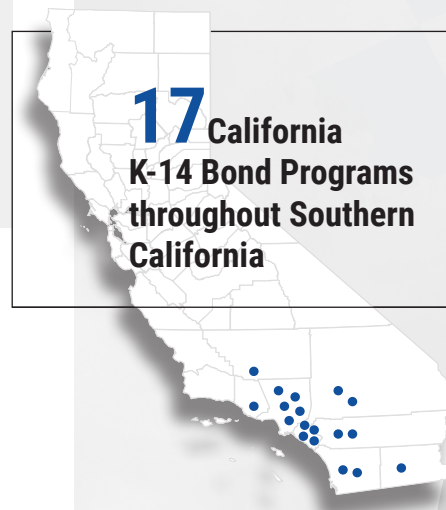 17 California
K-14 Bond Programs
throughout Southern
California